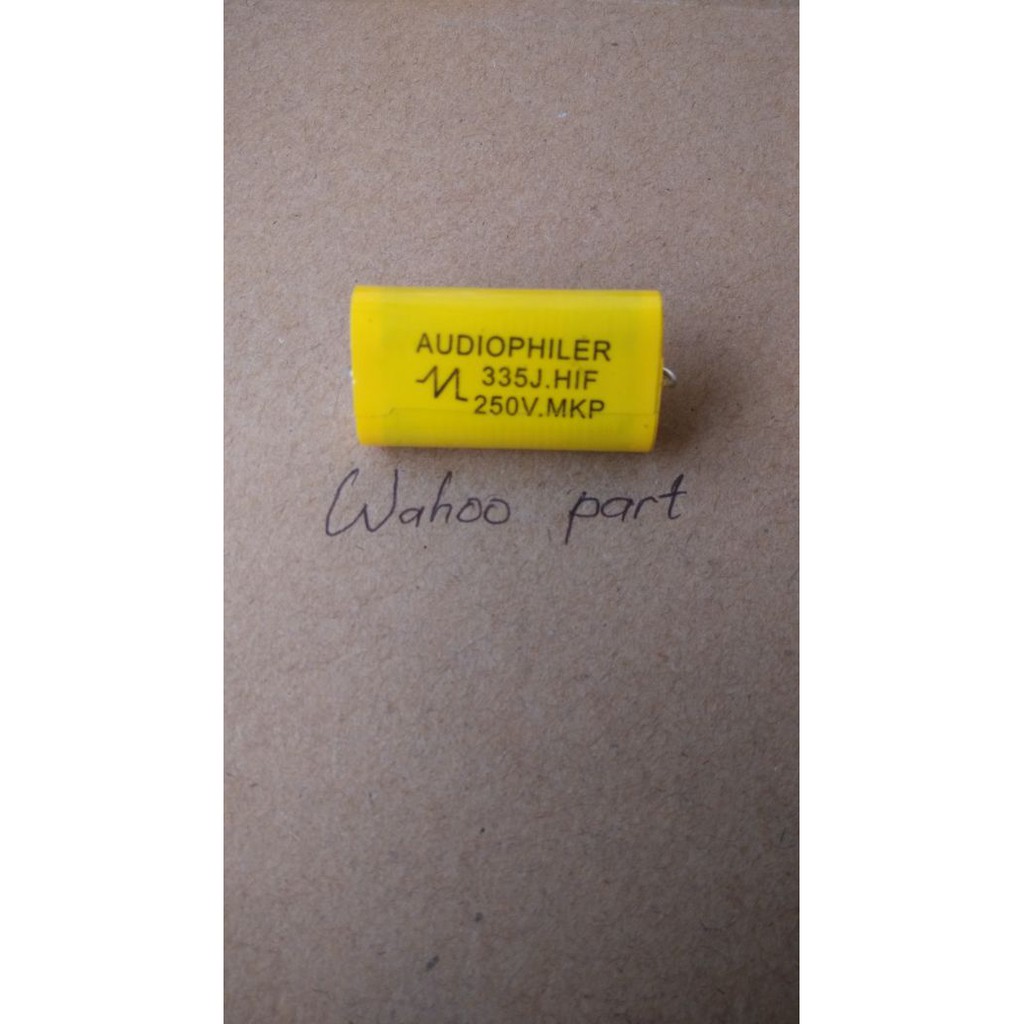 AUDIOPHILER
335J.HIF
250V.MKP
Wahoo part